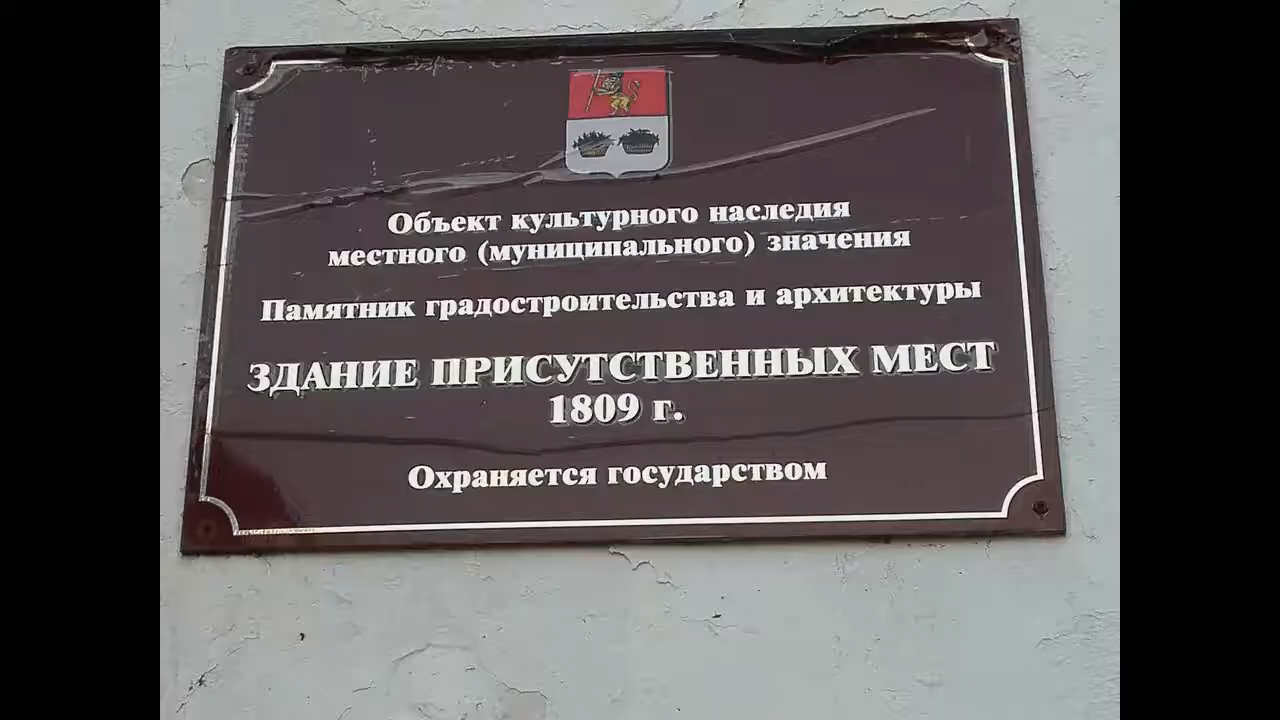 Объект культурного наследия
местного (муниципального) значения
Памятник градостроительства и архитектуры
ЗДАНИЕ ПРИСУТСТВЕННЫХ МЕСТ
1809 г.
Охраняется государством